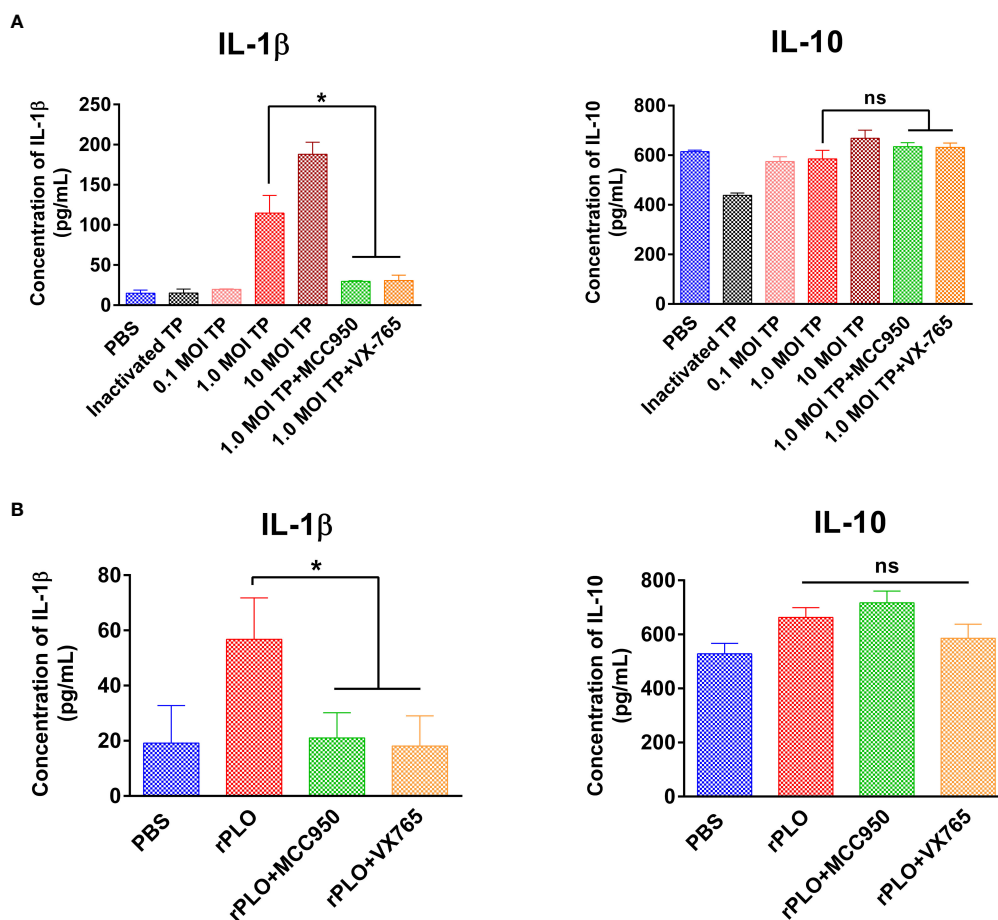 A
IL-1β
Concentration of IL-1β
(pg/mL)
250
200
150
100
50
0
*
PBS
Inactivated TP
0.1 MOI TP
1.0 MOI TP
10 MOI TP
1.0 MOI TP+MCC950
1.0 MOI TP+VX-765
IL-10
Concentration of IL-10
(pg/mL)
800
600
400
200
0
ns
PBS
Inactivated TP
0.1 MOI TP
1.0 MOI TP
10 MOI TP
1.0 MOI TP+MCC950
1.0 MOI TP+VX-765
B
IL-1β
Concentration of IL-1β
(pg/mL)
80
60
40
20
0
*
PBS
rPLO
rPLO+MCC950
rPLO+VX765
IL-10
Concentration of IL-10
(pg/mL)
800
600
400
200
0
ns
PBS
rPLO
rPLO+MCC950
rPLO+VX765